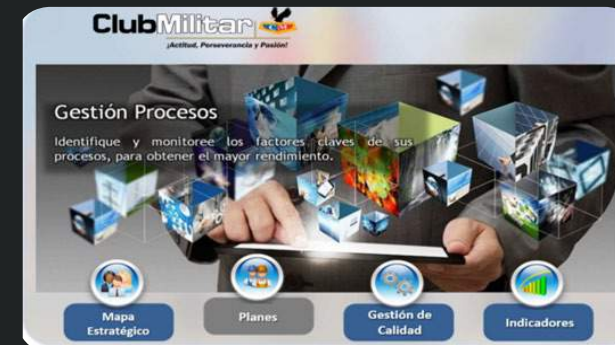 ClubMilitar
CM
¡Actitud, Perseverancia y Pasión!
Gestión Procesos
Identifique y monitoree los factores claves de sus
procesos, para obtener el mayor rendimiento.
Mapa
Estratégico
Planes
Gestión de
Calidad
Indicadores